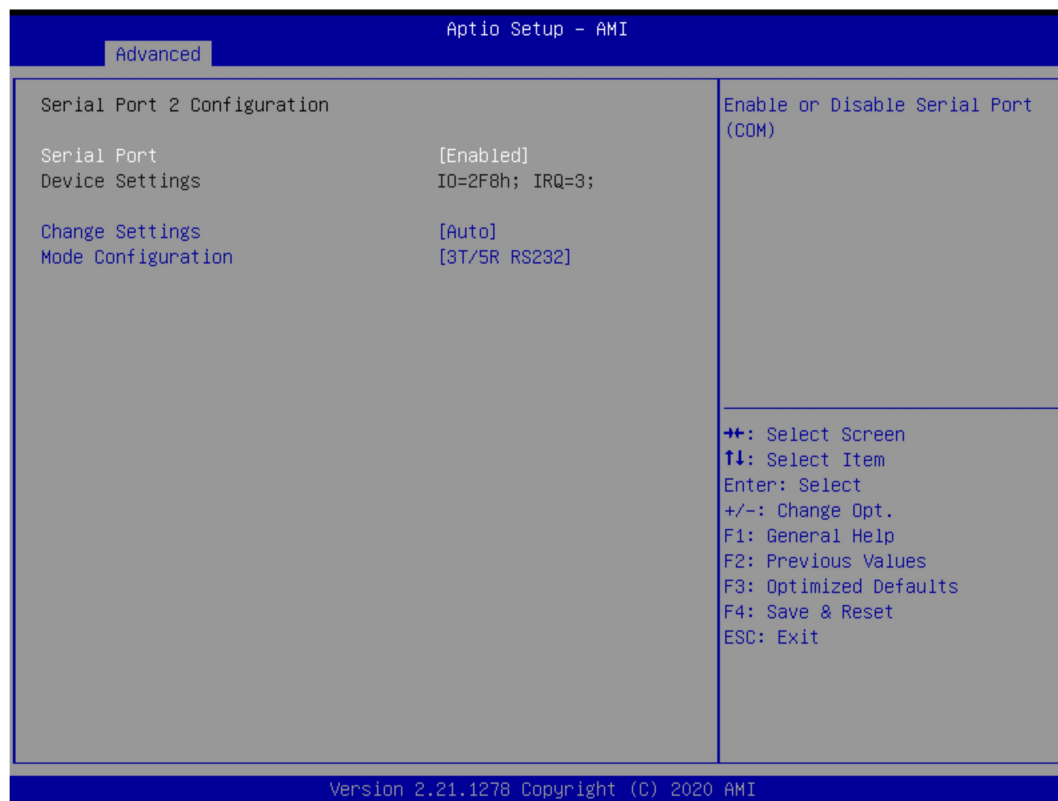 Aptio Setup – AMI
Advanced
Serial Port 2 Configuration
Serial Port [Enabled]
Device Settings IO=2F8h; IRQ=3;
Change Settings [Auto]
Mode Configuration [3T/5R RS232]
Enable or Disable Serial Port
(COM)
→←: Select Screen
↑↓: Select Item
Enter: Select
+/-: Change Opt.
F1: General Help
F2: Previous Values
F3: Optimized Defaults
F4: Save & Reset
ESC: Exit
Version 2.21.1278 Copyright (C) 2020 AMI